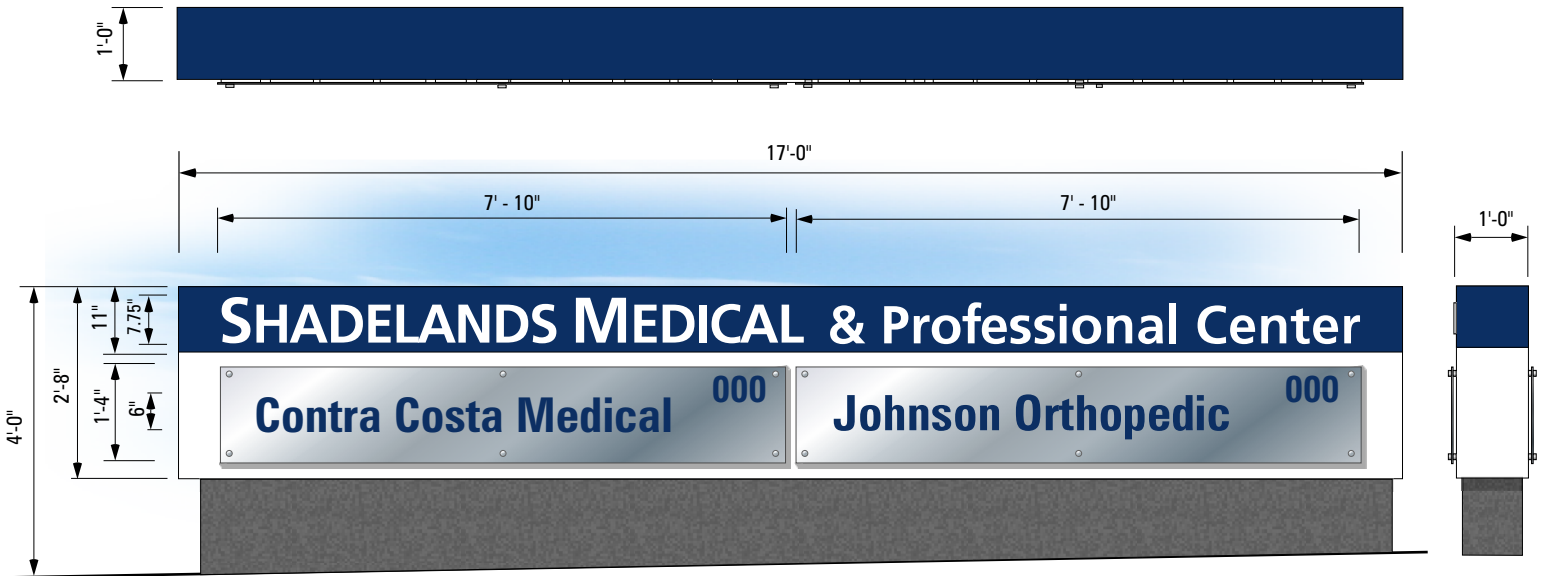 1'-0"
17'-0"
7' - 10"
7' - 10"
1'-0"
4'-0"
2'-8"
11"
7.75"
1'-4"
6"
SHADELANDS MEDICAL & Professional Center
Contra Costa Medical 000
Johnson Orthopedic 000